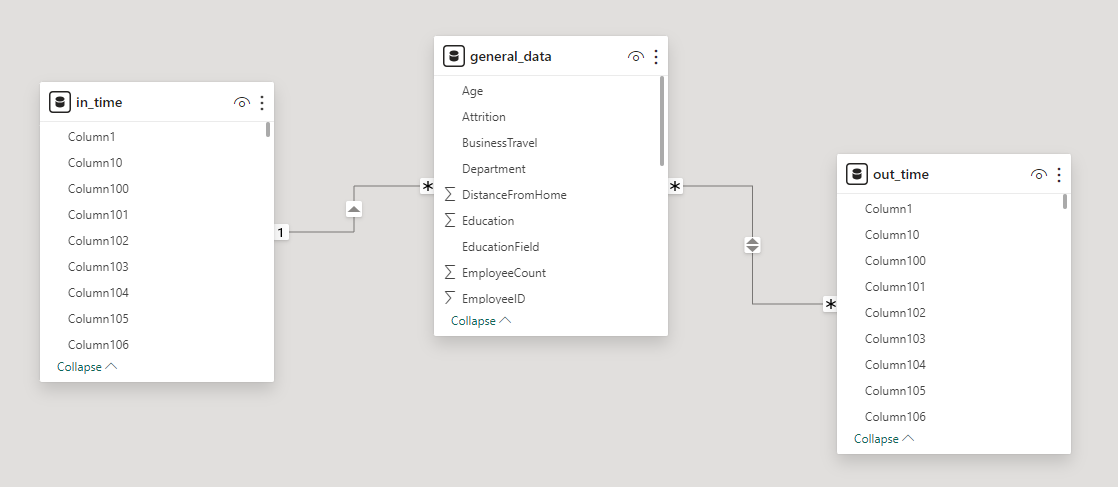 in_time
Column1
Column10
Column100
Column101
Column102
Column103
Column104
Column105
Column106
Collapse
1
*
general_data
Age
Attrition
BusinessTravel
Department
∑ DistanceFromHome
∑ Education
EducationField
∑ EmployeeCount
∑ EmployeeID
Collapse
*
*
out_time
Column1
Column10
Column100
Column101
Column102
Column103
Column104
Column105
Column106
Collapse